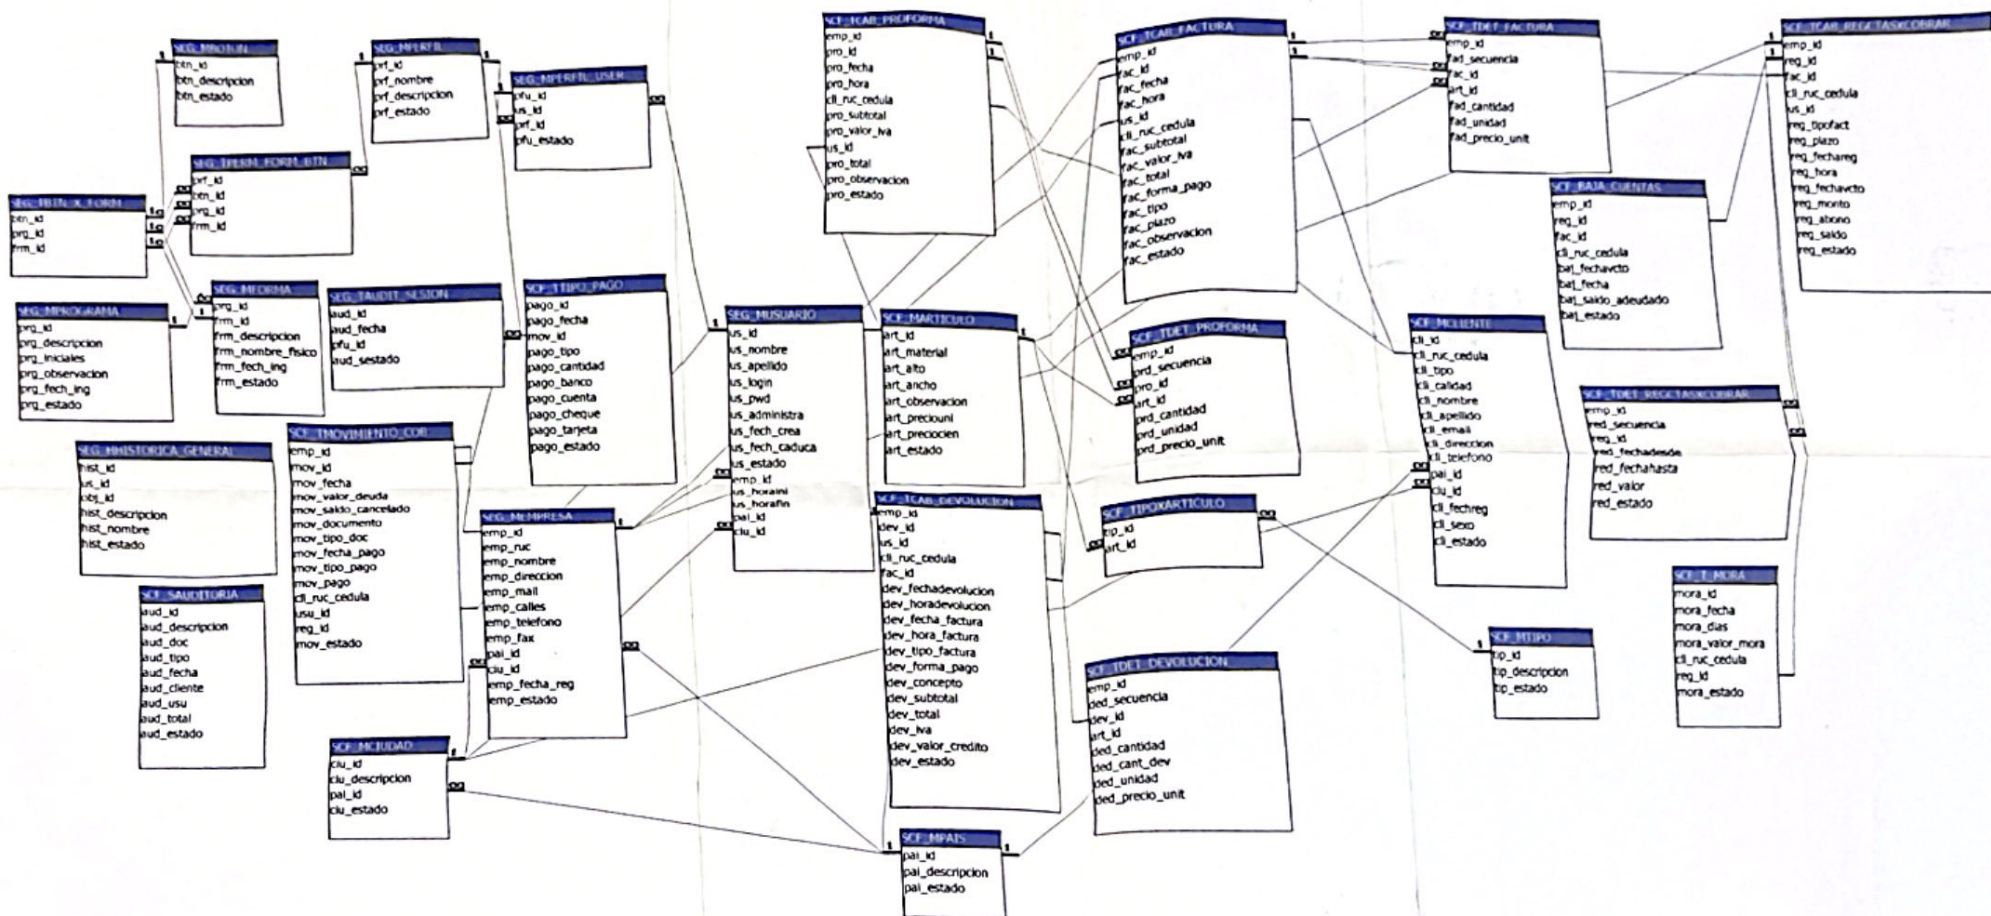 SEG_MBOTON
btn_id
btn_descripcion
btn_estado
SEG_MPERFIL
prf_id
prf_nombre
prf_descripcion
prf_estado
SEG_MPERFIL_USER
pfu_id
us_id
prf_id
pfu_estado
SEG_TPERM_FORM_BTN
prf_id
btn_id
prg_id
frm_id
SEG_TBTN_X_FORM
btn_id
prg_id
frm_id
SEG_MPROGRAMA
prg_id
prg_descripcion
prg_iniciales
prg_observacion
prg_fech_ing
prg_estado
SEG_MFORMA
prg_id
frm_id
frm_descripcion
frm_nombre_fisico
frm_fech_ing
frm_estado
SEG_TAUDIT_SESION
aud_id
aud_fecha
pfu_id
aud_sestado
SCF_TTIPO_PAGO
pago_id
pago_fecha
mov_id
pago_tipo
pago_cantidad
pago_banco
pago_cuenta
pago_cheque
pago_tarjeta
pago_estado
SEG_HHISTORICA_GENERAL
hist_id
us_id
obj_id
hist_descripcion
hist_nombre
hist_estado
SCF_SAUDITORIA
aud_id
aud_descripcion
aud_doc
aud_tipo
aud_fecha
aud_cliente
aud_usu
aud_total
aud_estado
SCF_TMOVIMIENTO_COB
emp_id
mov_id
mov_fecha
mov_valor_deuda
mov_saldo_cancelado
mov_documento
mov_tipo_doc
mov_fecha_pago
mov_tipo_pago
mov_pago
cli_ruc_cedula
usu_id
reg_id
mov_estado
SEG_MEMPRESA
emp_id
emp_ruc
emp_nombre
emp_direccion
emp_mail
emp_calles
emp_telefono
emp_fax
pai_id
ciu_id
emp_fecha_reg
emp_estado
SCF_MCIUDAD
ciu_id
ciu_descripcion
pai_id
ciu_estado
SEG_MUSUARIO
us_id
us_nombre
us_apellido
us_login
us_pwd
us_administra
us_fech_crea
us_fech_caduca
us_estado
emp_id
us_horaini
us_horafin
pai_id
ciu_id
SCF_TCAB_PROFORMA
emp_id
pro_id
pro_fecha
pro_hora
cli_ruc_cedula
pro_subtotal
pro_valor_iva
us_id
pro_total
pro_observacion
pro_estado
SCF_MARTICULO
art_id
art_material
art_alto
art_ancho
art_observacion
art_preciouni
art_preciocien
art_estado
SCF_TCAB_DEVOLUCION
emp_id
dev_id
us_id
cli_ruc_cedula
fac_id
dev_fechadevolucion
dev_horadevolucion
dev_fecha_factura
dev_hora_factura
dev_tipo_factura
dev_forma_pago
dev_concepto
dev_subtotal
dev_total
dev_iva
dev_valor_credito
dev_estado
SCF_MPAIS
pai_id
pai_descripcion
pai_estado
SCF_TCAB_FACTURA
emp_id
fac_id
fac_fecha
fac_hora
us_id
cli_ruc_cedula
fac_subtotal
fac_valor_iva
fac_total
fac_forma_pago
fac_tipo
fac_plazo
fac_observacion
fac_estado
SCF_TDET_PROFORMA
emp_id
prd_secuencia
pro_id
art_id
prd_cantidad
prd_unidad
prd_precio_unit
SCF_TIPOXARTICULO
tip_id
art_id
SCF_TDET_DEVOLUCION
emp_id
ded_secuencia
dev_id
art_id
ded_cantidad
ded_cant_dev
ded_unidad
ded_precio_unit
SCF_TDET_FACTURA
emp_id
fad_secuencia
fac_id
art_id
fad_cantidad
fad_unidad
fad_precio_unit
SCF_MCLIENTE
cli_id
cli_ruc_cedula
cli_tipo
cli_calidad
cli_nombre
cli_apellido
cli_email
cli_direccion
cli_telefono
pai_id
ciu_id
cli_fechreg
cli_sexo
cli_estado
SCF_MTIPO
tip_id
tip_descripcion
tip_estado
SCF_BAJA_CUENTAS
emp_id
reg_id
fac_id
cli_ruc_cedula
baj_fechavcto
baj_fecha
baj_saldo_adeudado
baj_estado
SCF_TCAB_REGCTASXCOBRAR
emp_id
reg_id
fac_id
cli_ruc_cedula
us_id
reg_tipofact
reg_plazo
reg_fechareg
reg_hora
reg_fechavcto
reg_monto
reg_abono
reg_saldo
reg_estado
SCF_TDET_REGCTASXCOBRAR
emp_id
red_secuencia
reg_id
red_fechadesde
red_fechahasta
red_valor
red_estado
SCF_T_MORA
mora_id
mora_fecha
mora_dias
mora_valor_mora
cli_ruc_cedula
reg_id
mora_estado